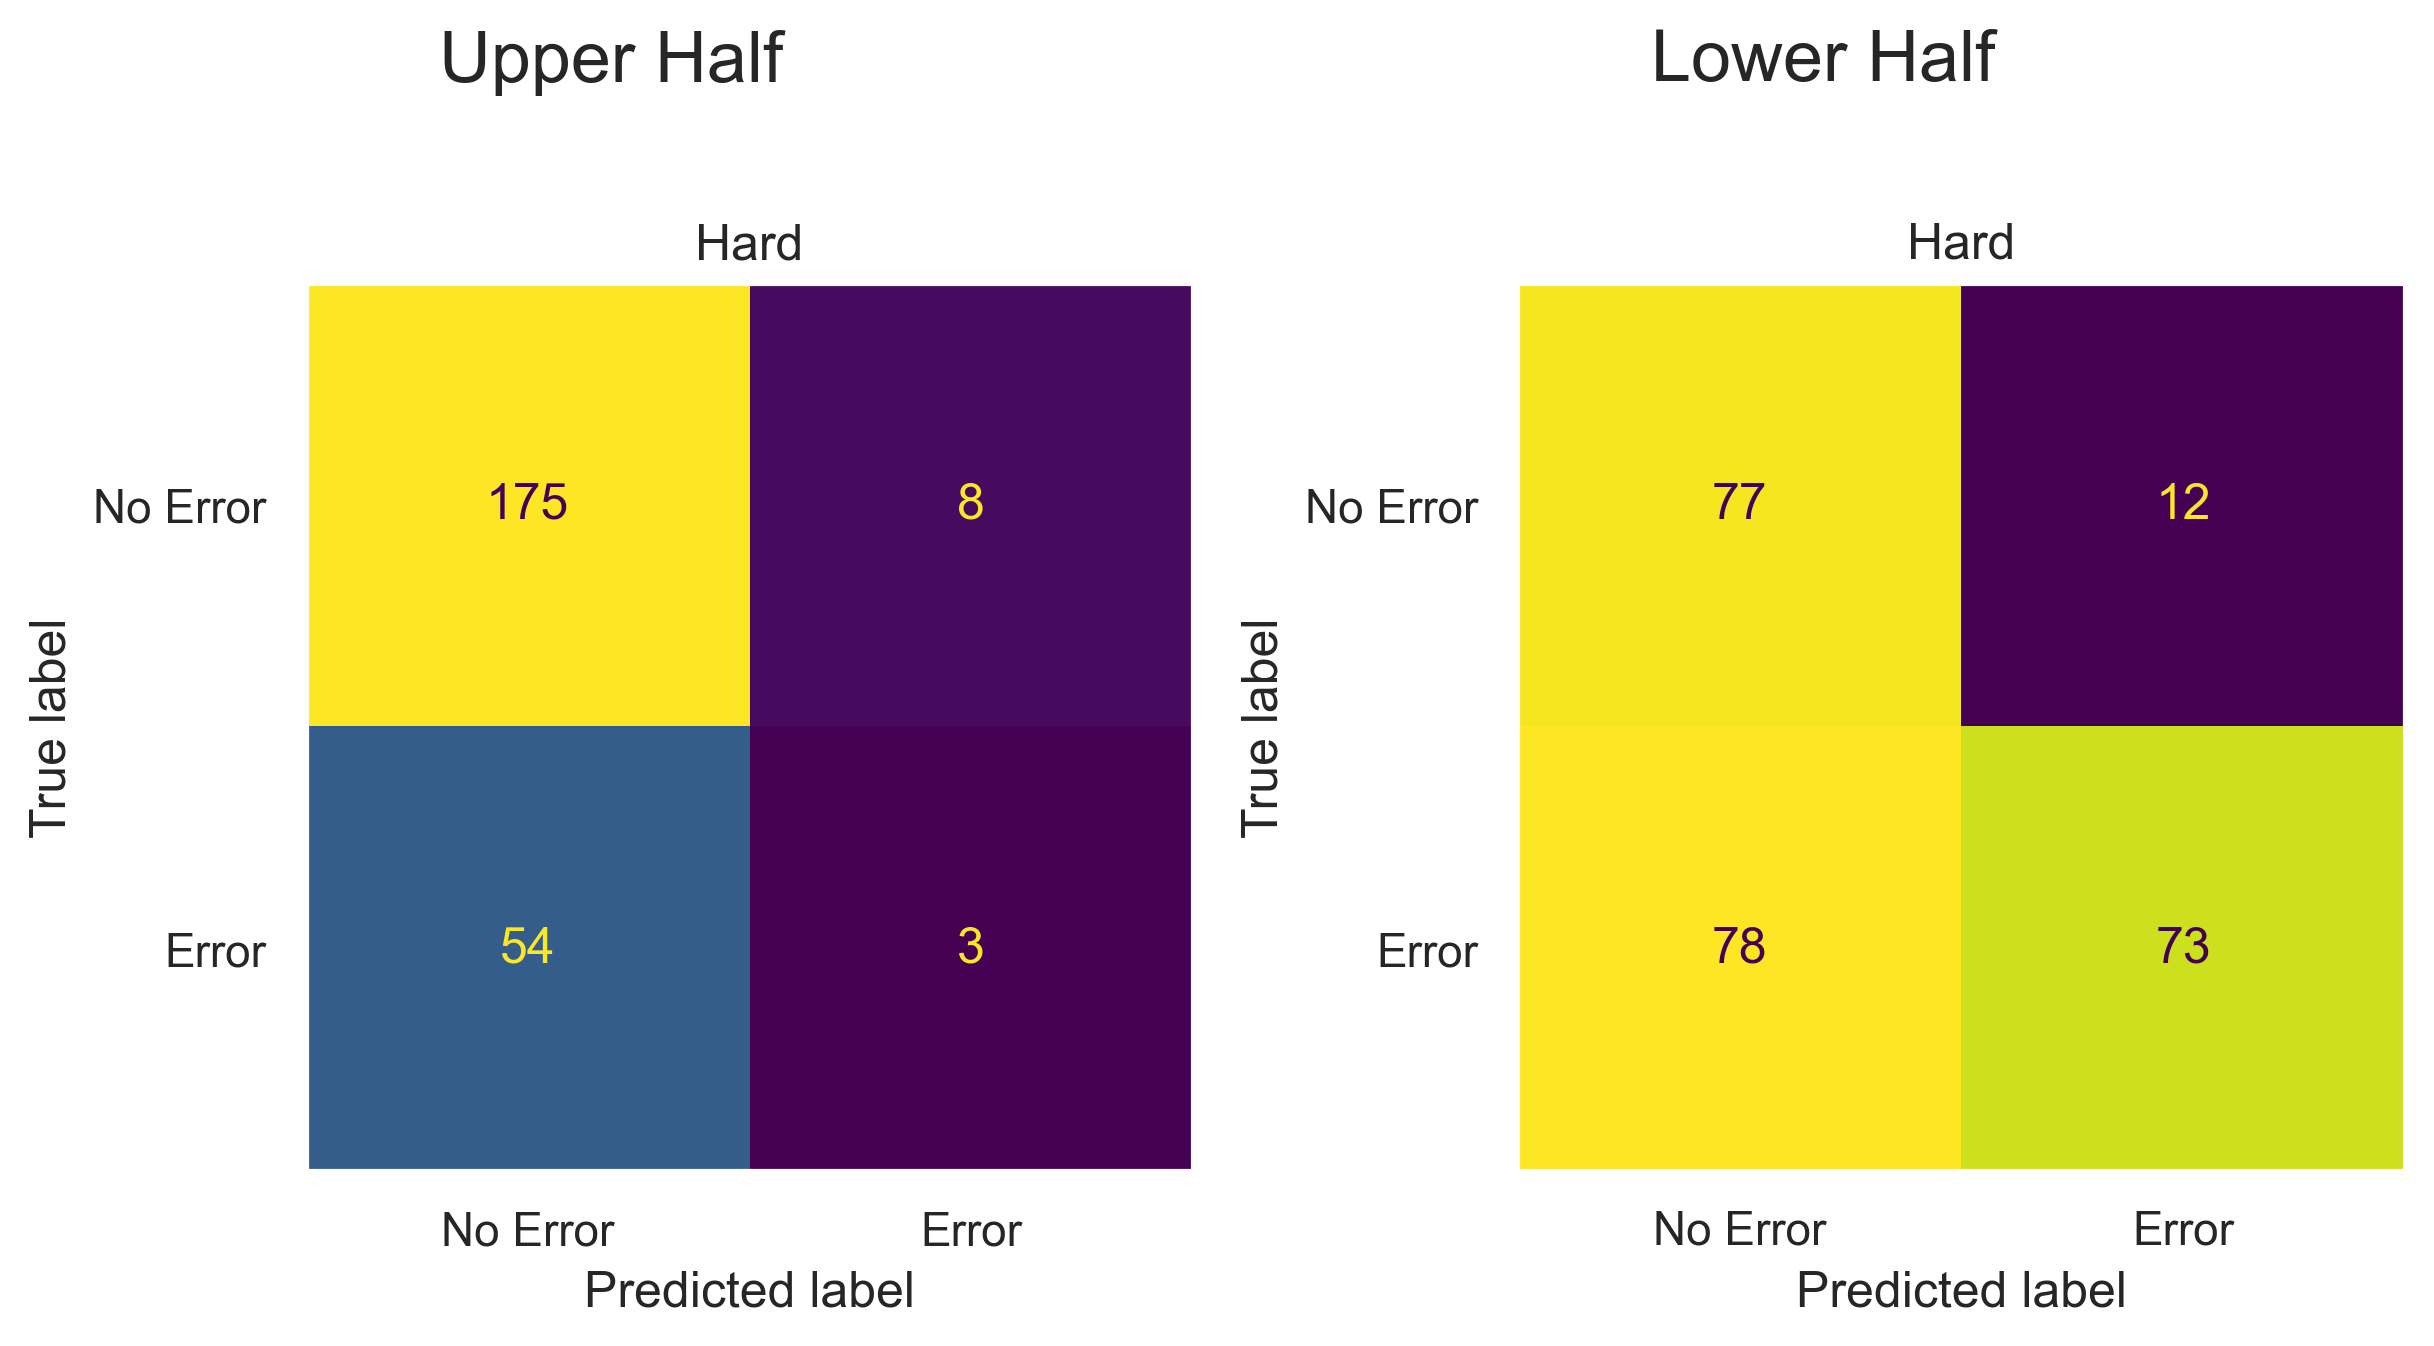 Upper Half
Hard
True label
No Error
175
8
Error
54
3
No Error
Error
Predicted label
Lower Half
Hard
True label
No Error
77
12
Error
78
73
No Error
Error
Predicted label